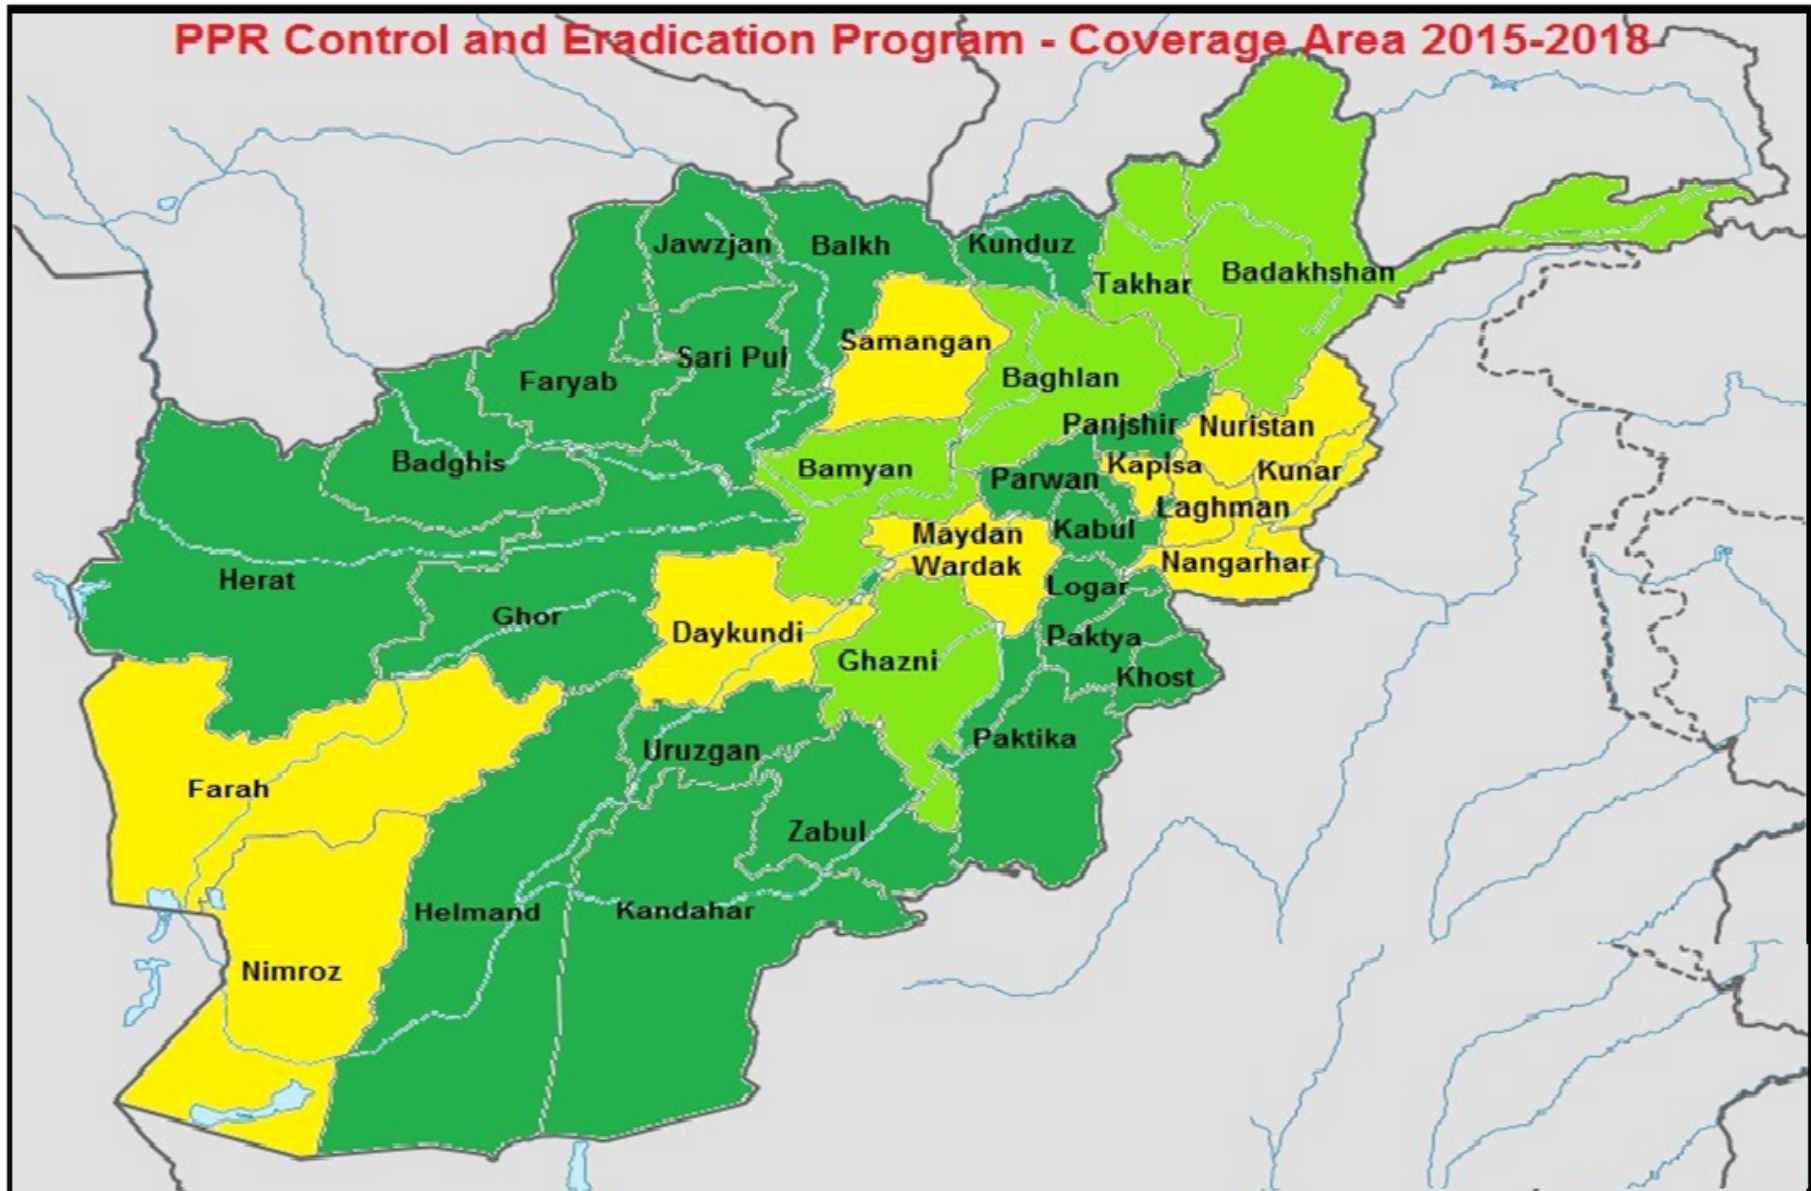 PPR Control and Eradication Program - Coverage Area 2015-2018
Jawzjan
Balkh
Kunduz
Takhar
Badakhshan
Samangan
Sari Pul
Faryab
Baghlan
Panjshir
Nuristan
Badghis
Bamyan
Parwan
Kapisa
Kunar
Laghman
Maydan
Wardak
Kabul
Nangarhar
Herat
Logar
Ghor
Daykundi
Paktya
Ghazni
Khost
Uruzgan
Paktika
Farah
Zabul
Helmand
Kandahar
Nimroz